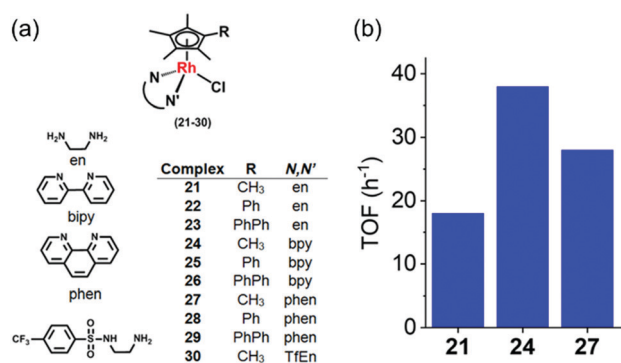 (a)
R
Rh
N
Cl
N'
(21-30)
H₂N
NH₂
en
N
N
bipy
N
N
phen
CF₃
O
S
O
NH
NH₂
Complex R N,N'
21 CH₃ en
22 Ph en
23 PhPh en
24 CH₃ bpy
25 Ph bpy
26 PhPh bpy
27 CH₃ phen
28 Ph phen
29 PhPh phen
30 CH₃ TfEn
(b)
TOF (h⁻¹)
40
30
20
10
0
21 24 27